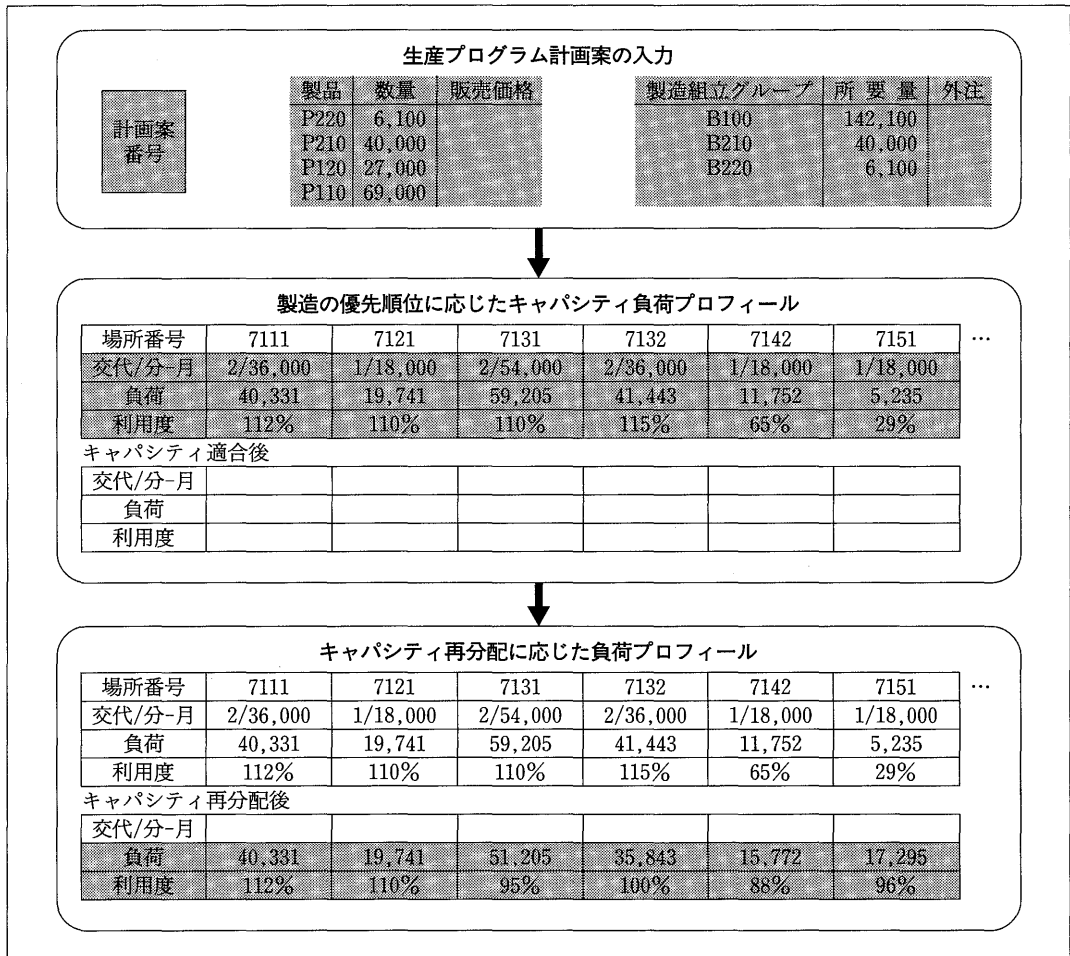 生産プログラム計画案の入力
計画案
番号
製品 数量 販売価格
P220 6,100
P210 40,000
P120 27,000
P110 69,000
製造組立グループ 所要量 外注
B100 142,100
B210 40,000
B220 6,100
製造の優先順位に応じたキャパシティ負荷プロフィール
場所番号 7111 7121 7131 7132 7142 7151 …
交代/分-月 2/36,000 1/18,000 2/54,000 2/36,000 1/18,000 1/18,000
負荷 40,331 19,741 59,205 41,443 11,752 5,235
利用度 112% 110% 110% 115% 65% 29%
キャパシティ適合後
交代/分-月
負荷
利用度
キャパシティ再分配に応じた負荷プロフィール
場所番号 7111 7121 7131 7132 7142 7151 …
交代/分-月 2/36,000 1/18,000 2/54,000 2/36,000 1/18,000 1/18,000
負荷 40,331 19,741 59,205 41,443 11,752 5,235
利用度 112% 110% 110% 115% 65% 29%
キャパシティ再分配後
交代/分-月
負荷 40,331 19,741 51,205 35,843 15,772 17,295
利用度 112% 110% 95% 100% 88% 96%